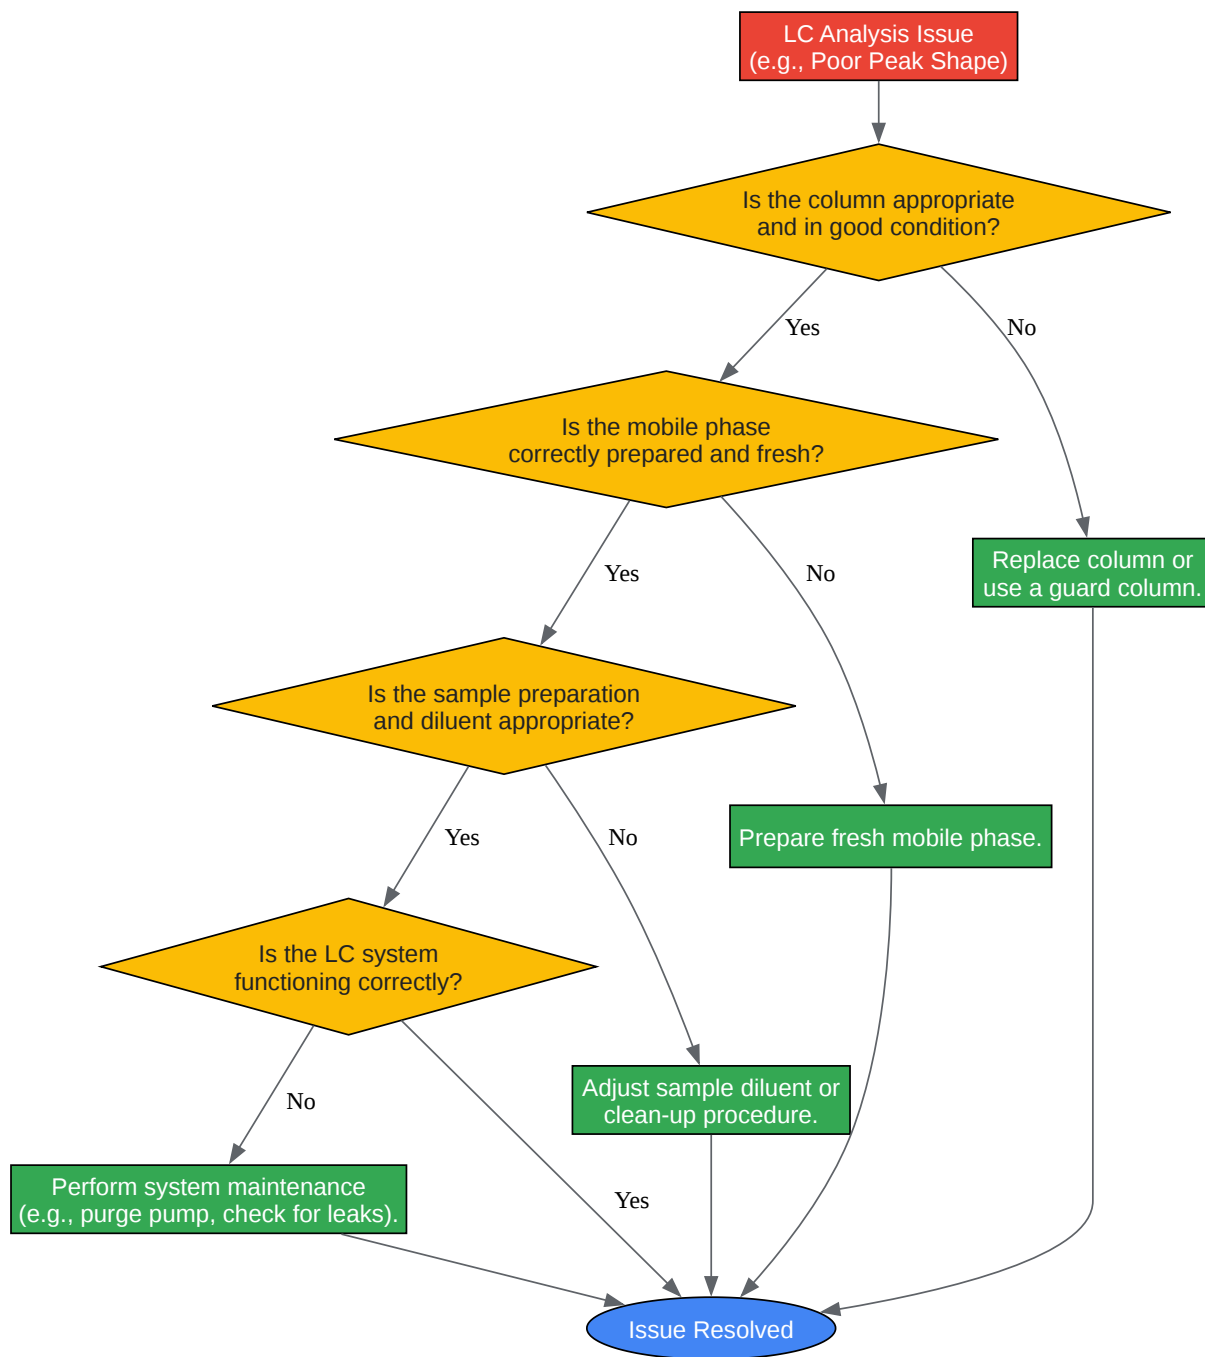 LC Analysis Issue
(e.g., Poor Peak Shape)
Is the column appropriate
and in good condition?
Yes
No
Is the mobile phase
correctly prepared and fresh?
Replace column or
use a guard column.
Yes
No
Is the sample preparation
and diluent appropriate?
Prepare fresh mobile phase.
Yes
No
Is the LC system
functioning correctly?
Adjust sample diluent or
clean-up procedure.
No
Perform system maintenance
(e.g., purge pump, check for leaks).
Yes
Issue Resolved